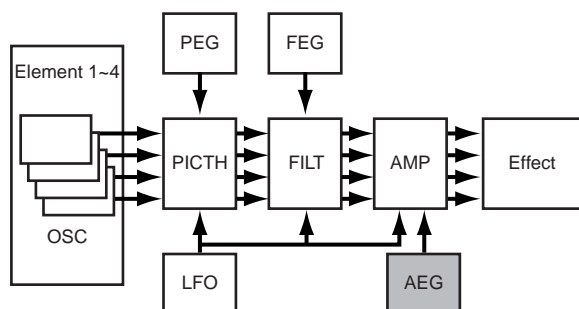 PEG
FEG
Element 1~4
PICTH
FILT
AMP
Effect
OSC
LFO
AEG